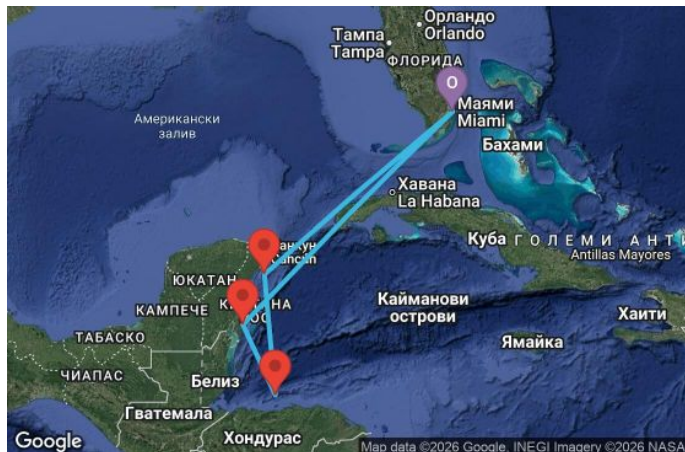 Орландо
Orlando
Тампа
Tampa
ФЛОРИДА
О
Маями
Miami
Американски
залив
Бахами
Хавана
La Habana
Cancún
Куба
ГОЛЕМИ АНТИ
Antillas Mayores
ЮКАТАН
Кайманови
острови
КАМПЕЧЕ
Хаити
ТАБАСКО
Ямайка
ЧИАПАС
Белиз
Гватемала
Хондурас
Google
Map data ©2026 Google, INEGI Imagery ©2026 NASA